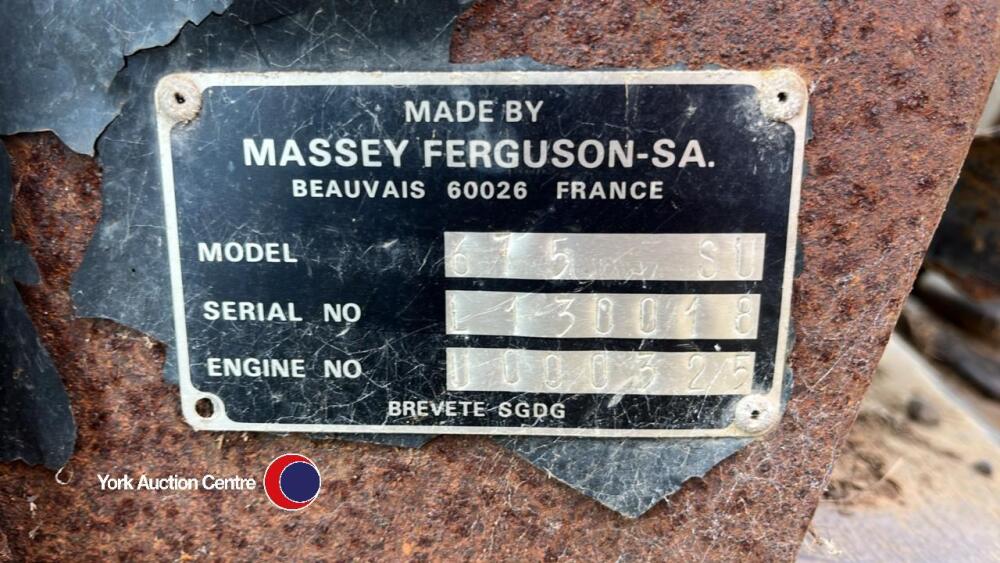 MADE BY
MASSEY FERGUSON-SA.
BEAUVAIS 60026 FRANCE
MODEL 675 SU
SERIAL NO L130018
ENGINE NO U000325
BREVETE SGDG
York Auction Centre